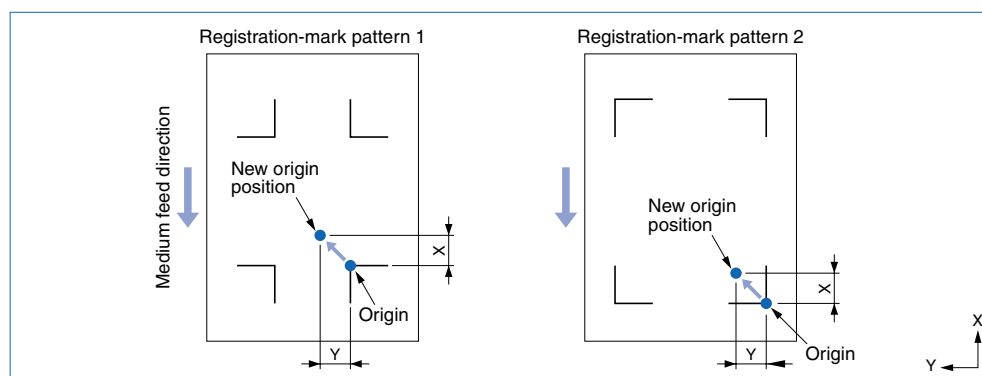 Registration-mark pattern 1
Registration-mark pattern 2
Medium feed direction
New origin
position
X
Origin
Y
New origin
position
X
Origin
Y
X
Y